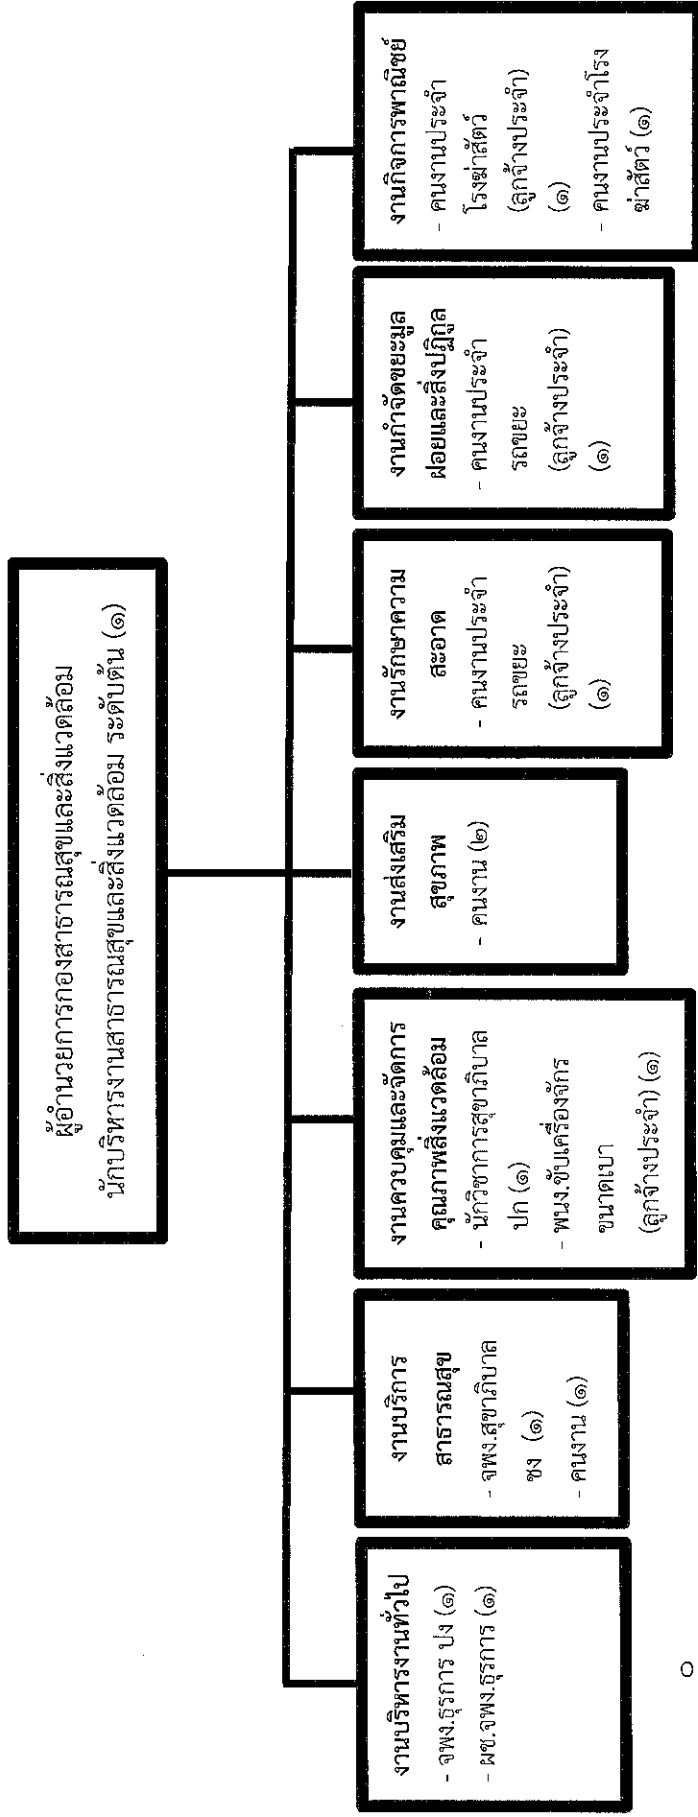 ผู้อำนวยการกองสาธารณสุขและสิ่งแวดล้อม
นักบริหารงานสาธารณสุขและสิ่งแวดล้อม ระดับต้น (๑)
งานบริหารงานทั่วไป
- จพง.ธุรการ ปง (๑)
- ผช.จพง.ธุรการ (๑)
งานบริการ
สาธารณสุข
- จพง.สุขาภิบาล
ชง (๑)
- คนงาน (๑)
งานควบคุมและจัดการ
คุณภาพสิ่งแวดล้อม
- นักวิชาการสุขาภิบาล
ปก (๑)
- พนง.ขับเครื่องจักร
ขนาดเบา
(ลูกจ้างประจำ) (๑)
งานส่งเสริม
สุขภาพ
- คนงาน (๒)
งานรักษาความ
สะอาด
- คนงานประจำ
รถขยะ
(ลูกจ้างประจำ)
(๑)
งานกำจัดขยะมูล
ฝอยและสิ่งปฏิกูล
- คนงานประจำ
รถขยะ
(ลูกจ้างประจำ)
(๑)
งานกิจการพาณิชย์
- คนงานประจำ
โรงฆ่าสัตว์
(ลูกจ้างประจำ)
(๑)
- คนงานประจำโรง
ฆ่าสัตว์ (๑)